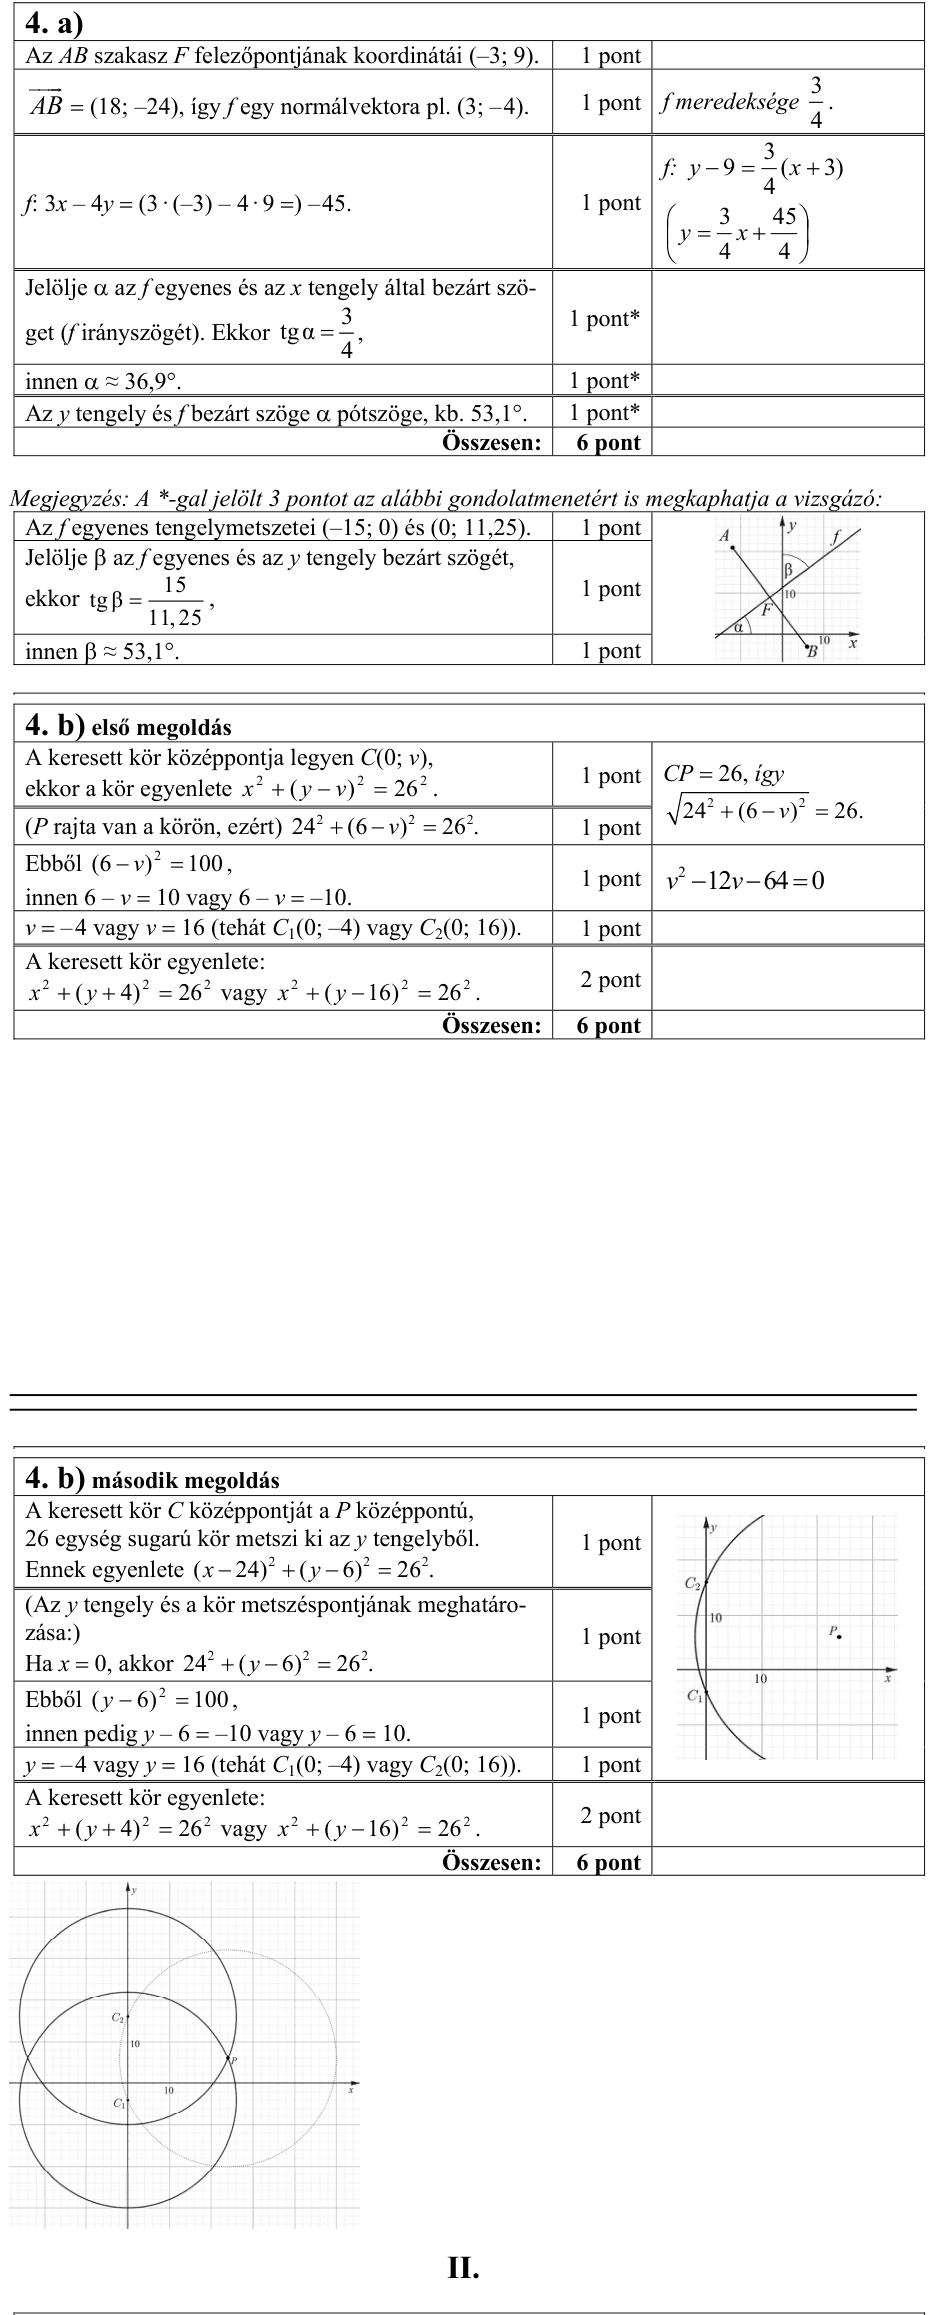 4. a)
Az AB szakasz F felezőpontjának koordinátái (–3; 9). 1 pont
AB = (18; –24), így f egy normálvektora pl. (3; –4). 1 pont f meredeksége 3/4.
f: 3x – 4y = (3 · (–3) – 4 · 9 =) –45. 1 pont f: y − 9 = 3/4 (x + 3)
(y = 3/4 x + 45/4)
Jelölje α az f egyenes és az x tengely által bezárt szö-
get (f irányszögét). Ekkor tg α = 3/4, 1 pont*
innen α ≈ 36,9°. 1 pont*
Az y tengely és f bezárt szöge α pótszöge, kb. 53,1°. 1 pont*
Összesen: 6 pont
Megjegyzés: A *-gal jelölt 3 pontot az alábbi gondolatmenetért is megkaphatja a vizsgázó:
Az f egyenes tengelymetszetei (–15; 0) és (0; 11,25). 1 pont
Jelölje β az f egyenes és az y tengely bezárt szögét,
ekkor tg β = 15/11,25, 1 pont
innen β ≈ 53,1°. 1 pont
A y f
β
10
F
α
10 x
B
4. b) első megoldás
A keresett kör középpontja legyen C(0; v),
ekkor a kör egyenlete x² + (y − v)² = 26². 1 pont CP = 26, így
√(24² + (6 − v)²) = 26.
(P rajta van a körön, ezért) 24² + (6 − v)² = 26². 1 pont
Ebből (6 − v)² = 100,
innen 6 – v = 10 vagy 6 – v = –10. 1 pont v² − 12v − 64 = 0
v = –4 vagy v = 16 (tehát C₁(0; –4) vagy C₂(0; 16)). 1 pont
A keresett kör egyenlete:
x² + (y + 4)² = 26² vagy x² + (y − 16)² = 26². 2 pont
Összesen: 6 pont
4. b) második megoldás
A keresett kör C középpontját a P középpontú,
26 egység sugarú kör metszi ki az y tengelyből. 1 pont
Ennek egyenlete (x − 24)² + (y − 6)² = 26².
(Az y tengely és a kör metszéspontjának meghatáro-
zása:) 1 pont
Ha x = 0, akkor 24² + (y − 6)² = 26².
Ebből (y − 6)² = 100,
innen pedig y – 6 = –10 vagy y – 6 = 10. 1 pont
y = –4 vagy y = 16 (tehát C₁(0; –4) vagy C₂(0; 16)). 1 pont
y
C₂
10
P
10 x
C₁
A keresett kör egyenlete:
x² + (y + 4)² = 26² vagy x² + (y − 16)² = 26². 2 pont
Összesen: 6 pont
y
C₂
10
P
10 x
C₁
II.